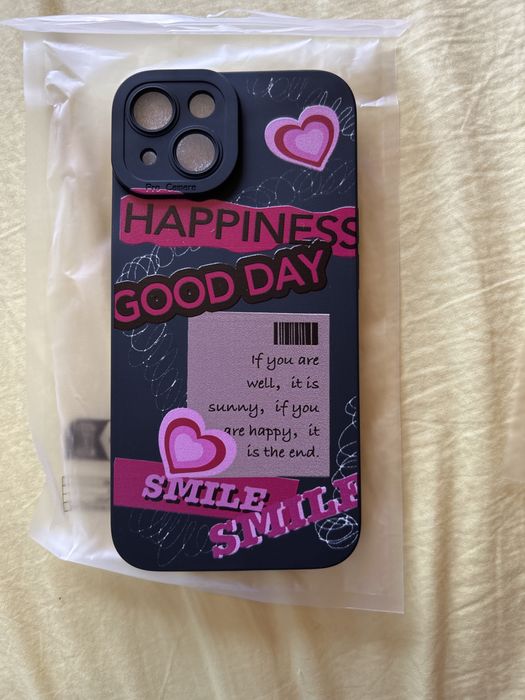 Pro Camera
HAPPINESS
GOOD DAY
If you are
well, it is
sunny, if you
are happy, it
is the end.
SMILE
SMILE